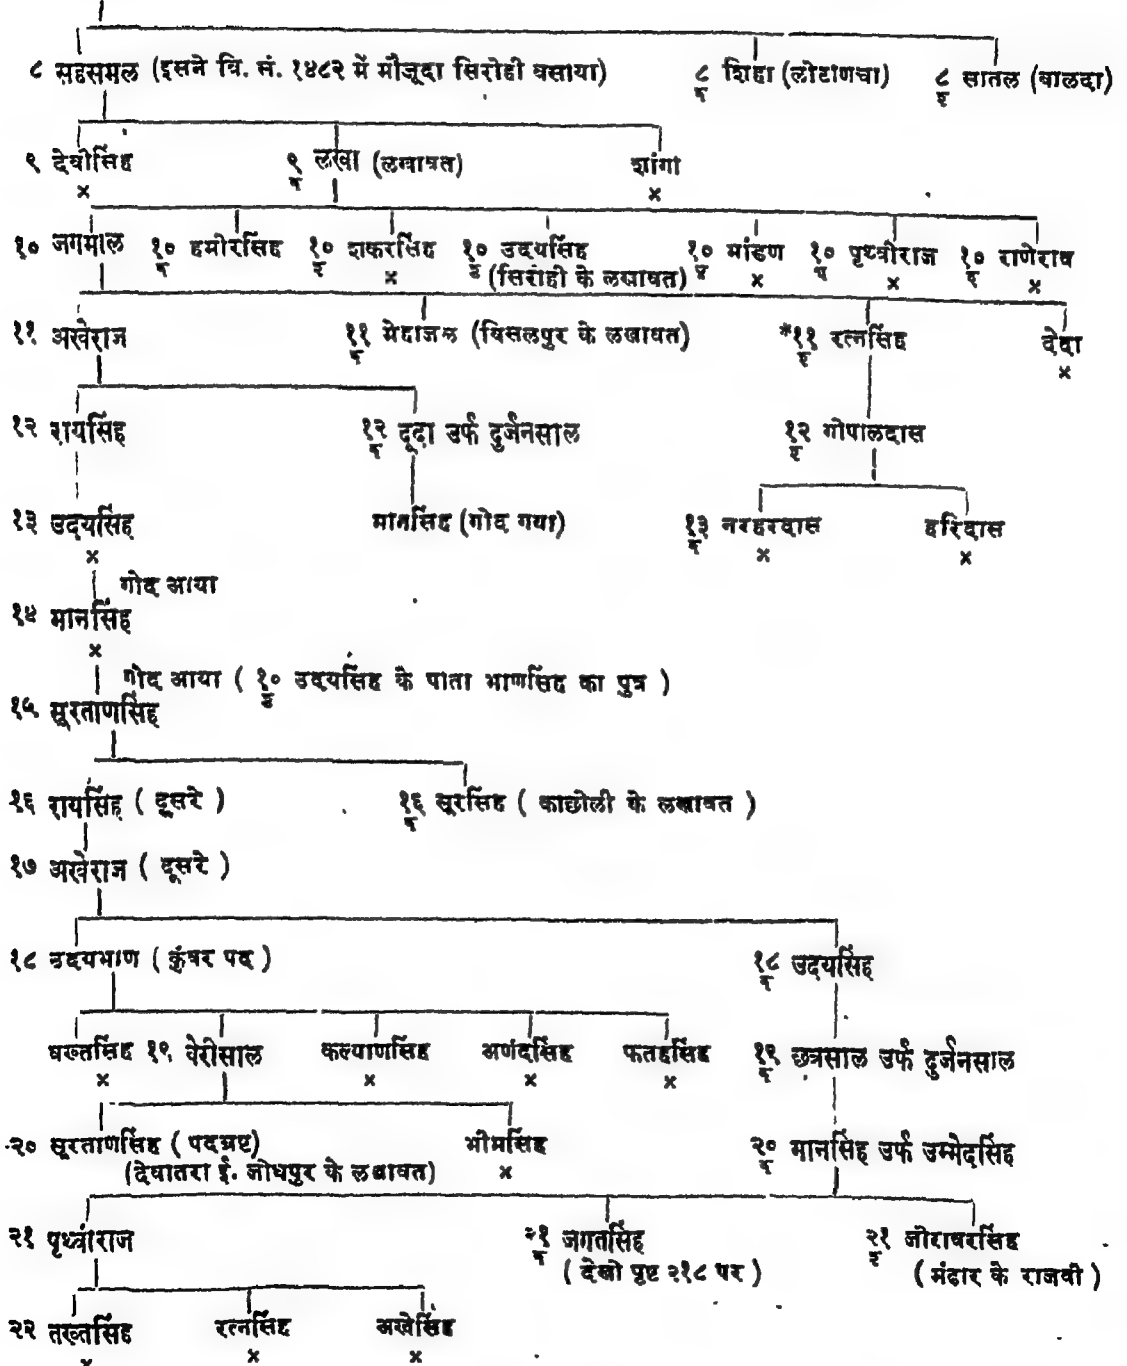 ८ सहसमल (इसने वि. सं. १४८२ में मौजूदा सिरोही बसाया) ८/व शिहा (लोटाणचा) ८/इ सातल (वालदा)
९ देवीसिंह ९/व लखा (लखावत) शांगा
× ×
१० जगमाल १०/व हमीरसिंह १०/इ शकरसिंह १०/ई उदयसिंह १०/४ मांडण १०/५ पृथ्वीराज १०/६ राणेराव
× (सिरोही के लखावत) × × ×
११ अखेराज ११/व मेहाजल (विसलपुर के लखावत) *११/इ रत्नसिंह देदा
×
१२ रायसिंह १२/व दूदा उर्फ दुर्जनसाल १२/इ गोपालदास
१३ उदयसिंह मानसिंह (गोद गया) १३/व नरहरदास हरिदास
× × ×
गोद आया
१४ मानसिंह
×
गोद आया ( १०/ई उदयसिंह के पोता भाणसिंह का पुत्र )
१५ सूरताणसिंह
१६ रायसिंह ( दूसरे ) १६/व सूरसिंह ( काछोली के लखावत )
१७ अखेराज ( दूसरे )
१८ उदयभाण ( कुंवर पद ) १८/व उदयसिंह
बख्तसिंह १९ वेरीसाल कल्याणसिंह अणंदसिंह फतहसिंह १९/व छत्रसाल उर्फ दुर्जनसाल
× × × ×
२० सूरताणसिंह ( पदभ्रष्ट) भीमसिंह २०/व मानसिंह उर्फ उम्मेदसिंह
(देवातरा ई. जोधपुर के लखावत) ×
२१ पृथ्वीराज २१/व जगतसिंह २१/इ जोरावरसिंह
( देखो पृष्ट २१८ पर ) ( मंढार के राजवी )
२२ तख्तसिंह रत्नसिंह अखेसिंह
× × ×